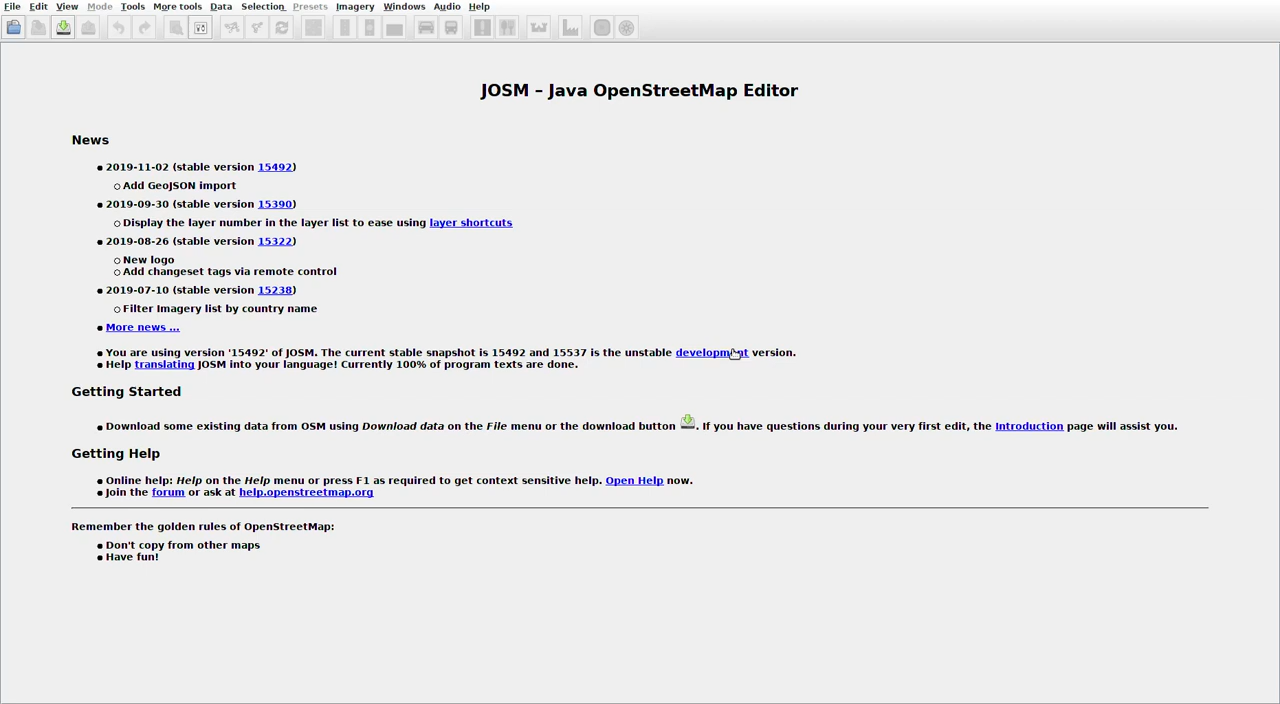 File Edit View Mode Tools More tools Data Selection Presets Imagery Windows Audio Help
JOSM – Java OpenStreetMap Editor
News
2019-11-02 (stable version 15492)
Add GeoJSON import
2019-09-30 (stable version 15390)
Display the layer number in the layer list to ease using layer shortcuts
2019-08-26 (stable version 15322)
New logo
Add changeset tags via remote control
2019-07-10 (stable version 15238)
Filter Imagery list by country name
More news ...
You are using version '15492' of JOSM. The current stable snapshot is 15492 and 15537 is the unstable development version.
Help translating JOSM into your language! Currently 100% of program texts are done.
Getting Started
Download some existing data from OSM using Download data on the File menu or the download button . If you have questions during your very first edit, the Introduction page will assist you.
Getting Help
Online help: Help on the Help menu or press F1 as required to get context sensitive help. Open Help now.
Join the forum or ask at help.openstreetmap.org
Remember the golden rules of OpenStreetMap:
Don't copy from other maps
Have fun!